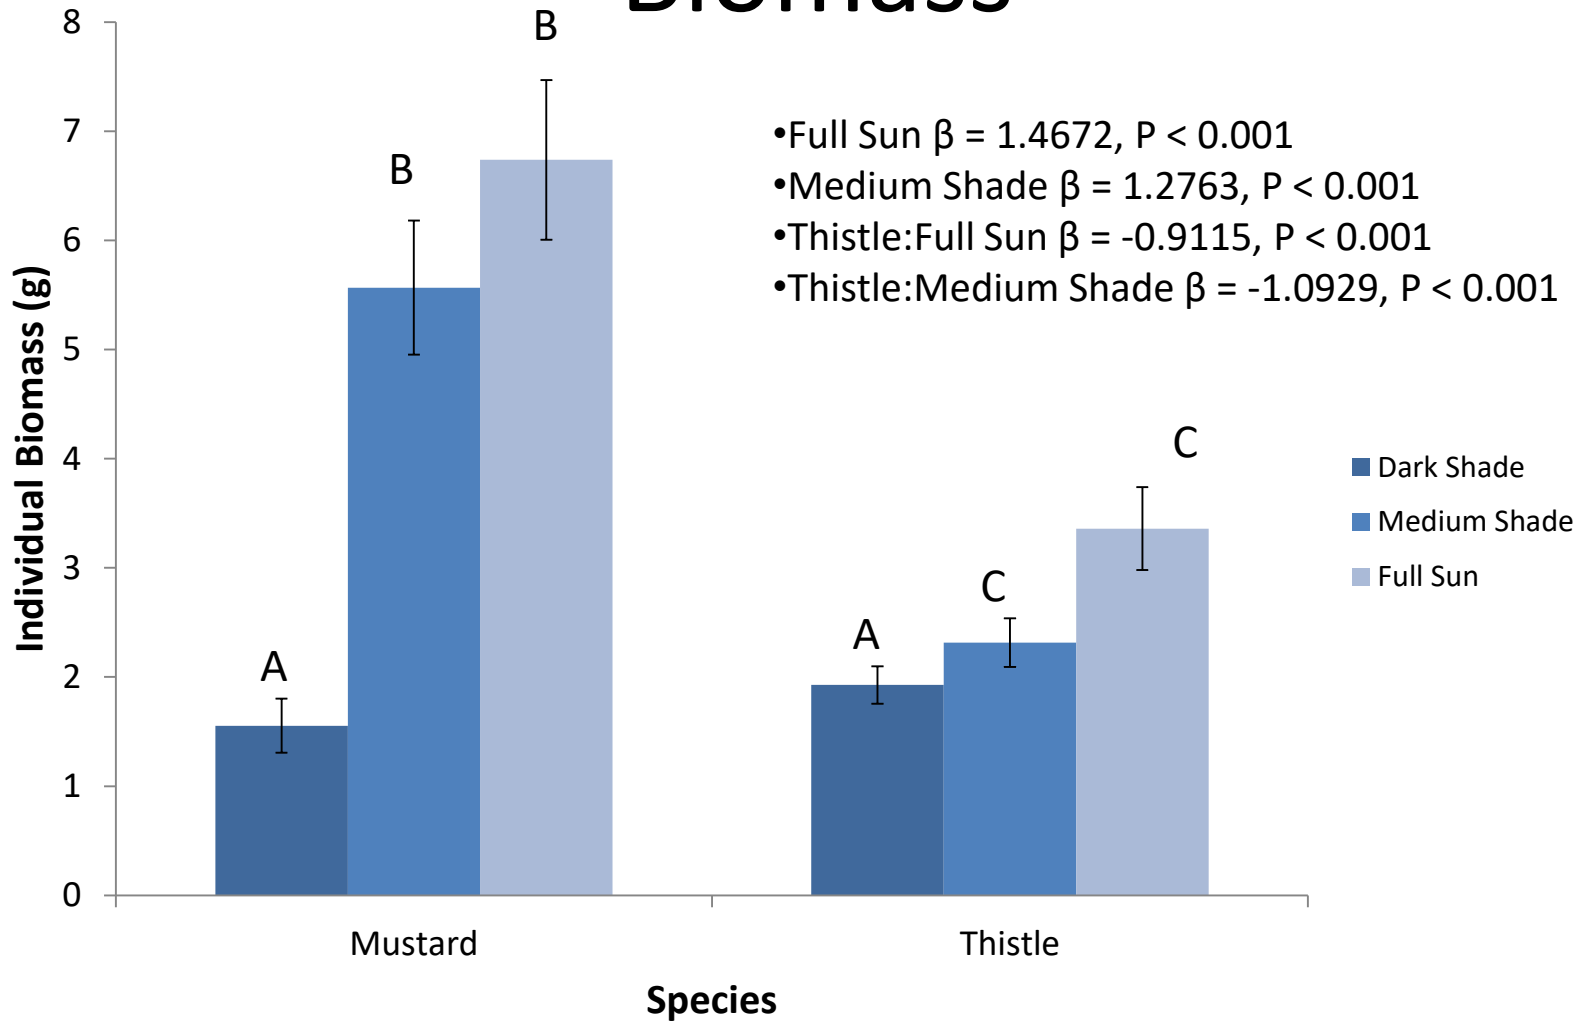 Biomass
8
7
6
5
4
3
2
1
0
Individual Biomass (g)
A
B
B
A
C
C
•Full Sun β = 1.4672, P < 0.001
•Medium Shade β = 1.2763, P < 0.001
•Thistle:Full Sun β = -0.9115, P < 0.001
•Thistle:Medium Shade β = -1.0929, P < 0.001
Dark Shade
Medium Shade
Full Sun
Mustard
Thistle
Species